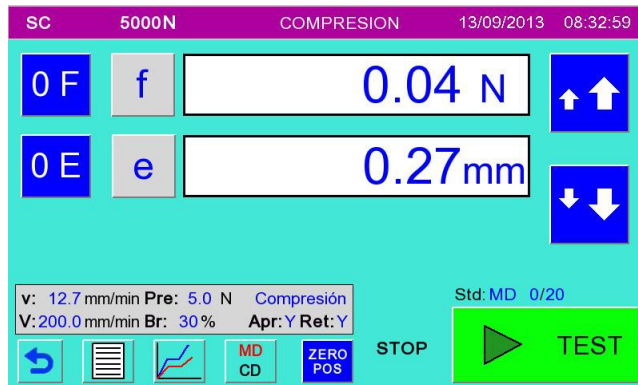 SC 5000N COMPRESION 13/09/2013 08:32:59
0 F f 0.04 N
0 E e 0.27mm
v: 12.7 mm/min Pre: 5.0 N Compresión
V: 200.0 mm/min Br: 30% Apr: Y Ret: Y
Std: MD 0/20
MD
CD
ZERO
POS
STOP
TEST